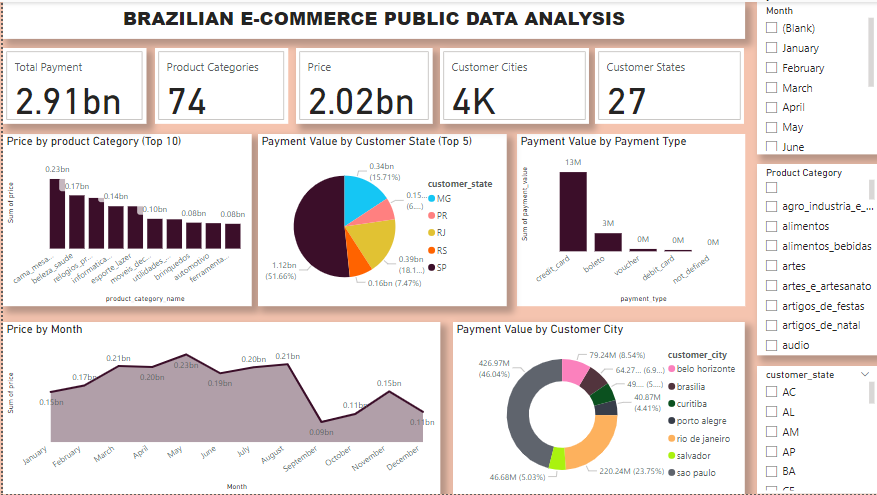 BRAZILIAN E-COMMERCE PUBLIC DATA ANALYSIS
Total Payment
2.91bn
Product Categories
74
Price
2.02bn
Customer Cities
4K
Customer States
27
Price by product Category (Top 10)
Sum of price
0.23bn
0.17bn
0.14bn
0.10bn
0.08bn
0.08bn
cama_mesa...
beleza_saude
relogios_pr...
informatica...
esporte_lazer
moveis_dec...
utilidades_...
brinquedos
automotivo
ferramenta...
product_category_name
Payment Value by Customer State (Top 5)
0.34bn
(15.71%)
0.15...
(6....)
0.39bn
(18.1...)
0.16bn (7.47%)
1.12bn
(51.66%)
customer_state
MG
PR
RJ
RS
SP
Payment Value by Payment Type
Sum of payment_value
13M
3M
0M
0M
0M
credit_card
boleto
voucher
debit_card
not_defined
payment_type
Price by Month
Sum of price
0.15bn
0.17bn
0.21bn
0.20bn
0.23bn
0.19bn
0.20bn
0.21bn
0.09bn
0.11bn
0.15bn
0.11bn
January
February
March
April
May
June
July
August
September
October
November
December
Month
Payment Value by Customer City
426.97M
(46.04%)
79.24M (8.54%)
64.27... (6.9...)
49.... (5....)
40.87M
(4.41%)
220.24M (23.75%)
46.68M (5.03%)
customer_city
belo horizonte
brasilia
curitiba
porto alegre
rio de janeiro
salvador
sao paulo
Month
(Blank)
January
February
March
April
May
June
Product Category
agro_industria_e_...
alimentos
alimentos_bebidas
artes
artes_e_artesanato
artigos_de_festas
artigos_de_natal
audio
customer_state
AC
AL
AM
AP
BA